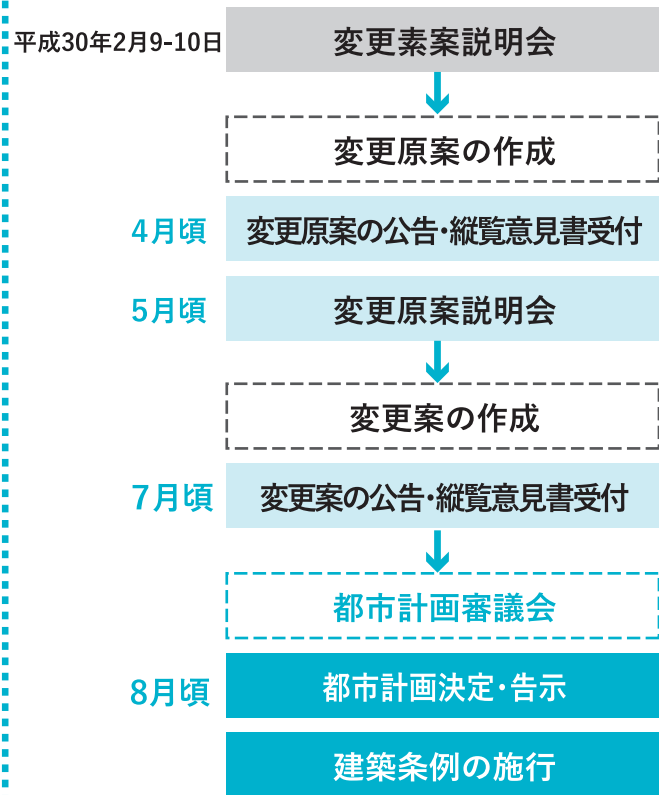 平成30年2月9-10日
変更素案説明会
変更原案の作成
4月頃
変更原案の公告・縦覧意見書受付
5月頃
変更原案説明会
変更案の作成
7月頃
変更案の公告・縦覧意見書受付
都市計画審議会
8月頃
都市計画決定・告示
建築条例の施行